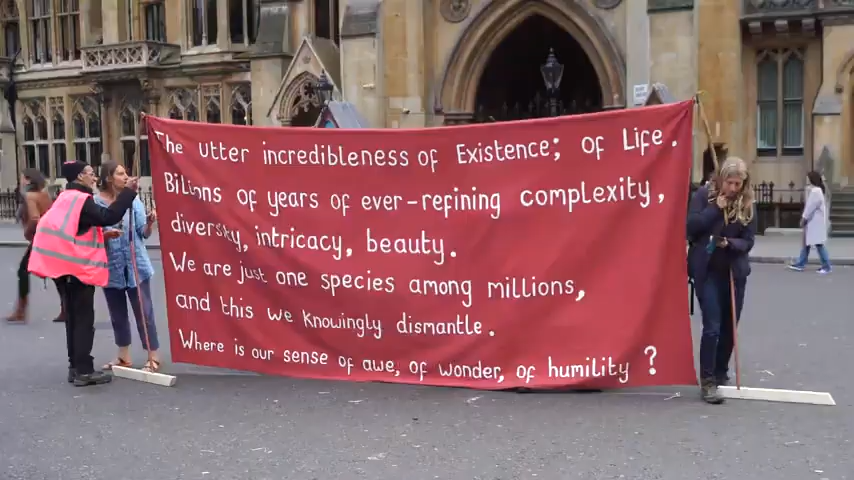 The utter incredibleness of Existence; of Life.
Billions of years of ever-refining complexity,
diversity, intricacy, beauty.
We are just one species among millions,
and this we knowingly dismantle.
Where is our sense of awe, of wonder, of humility?